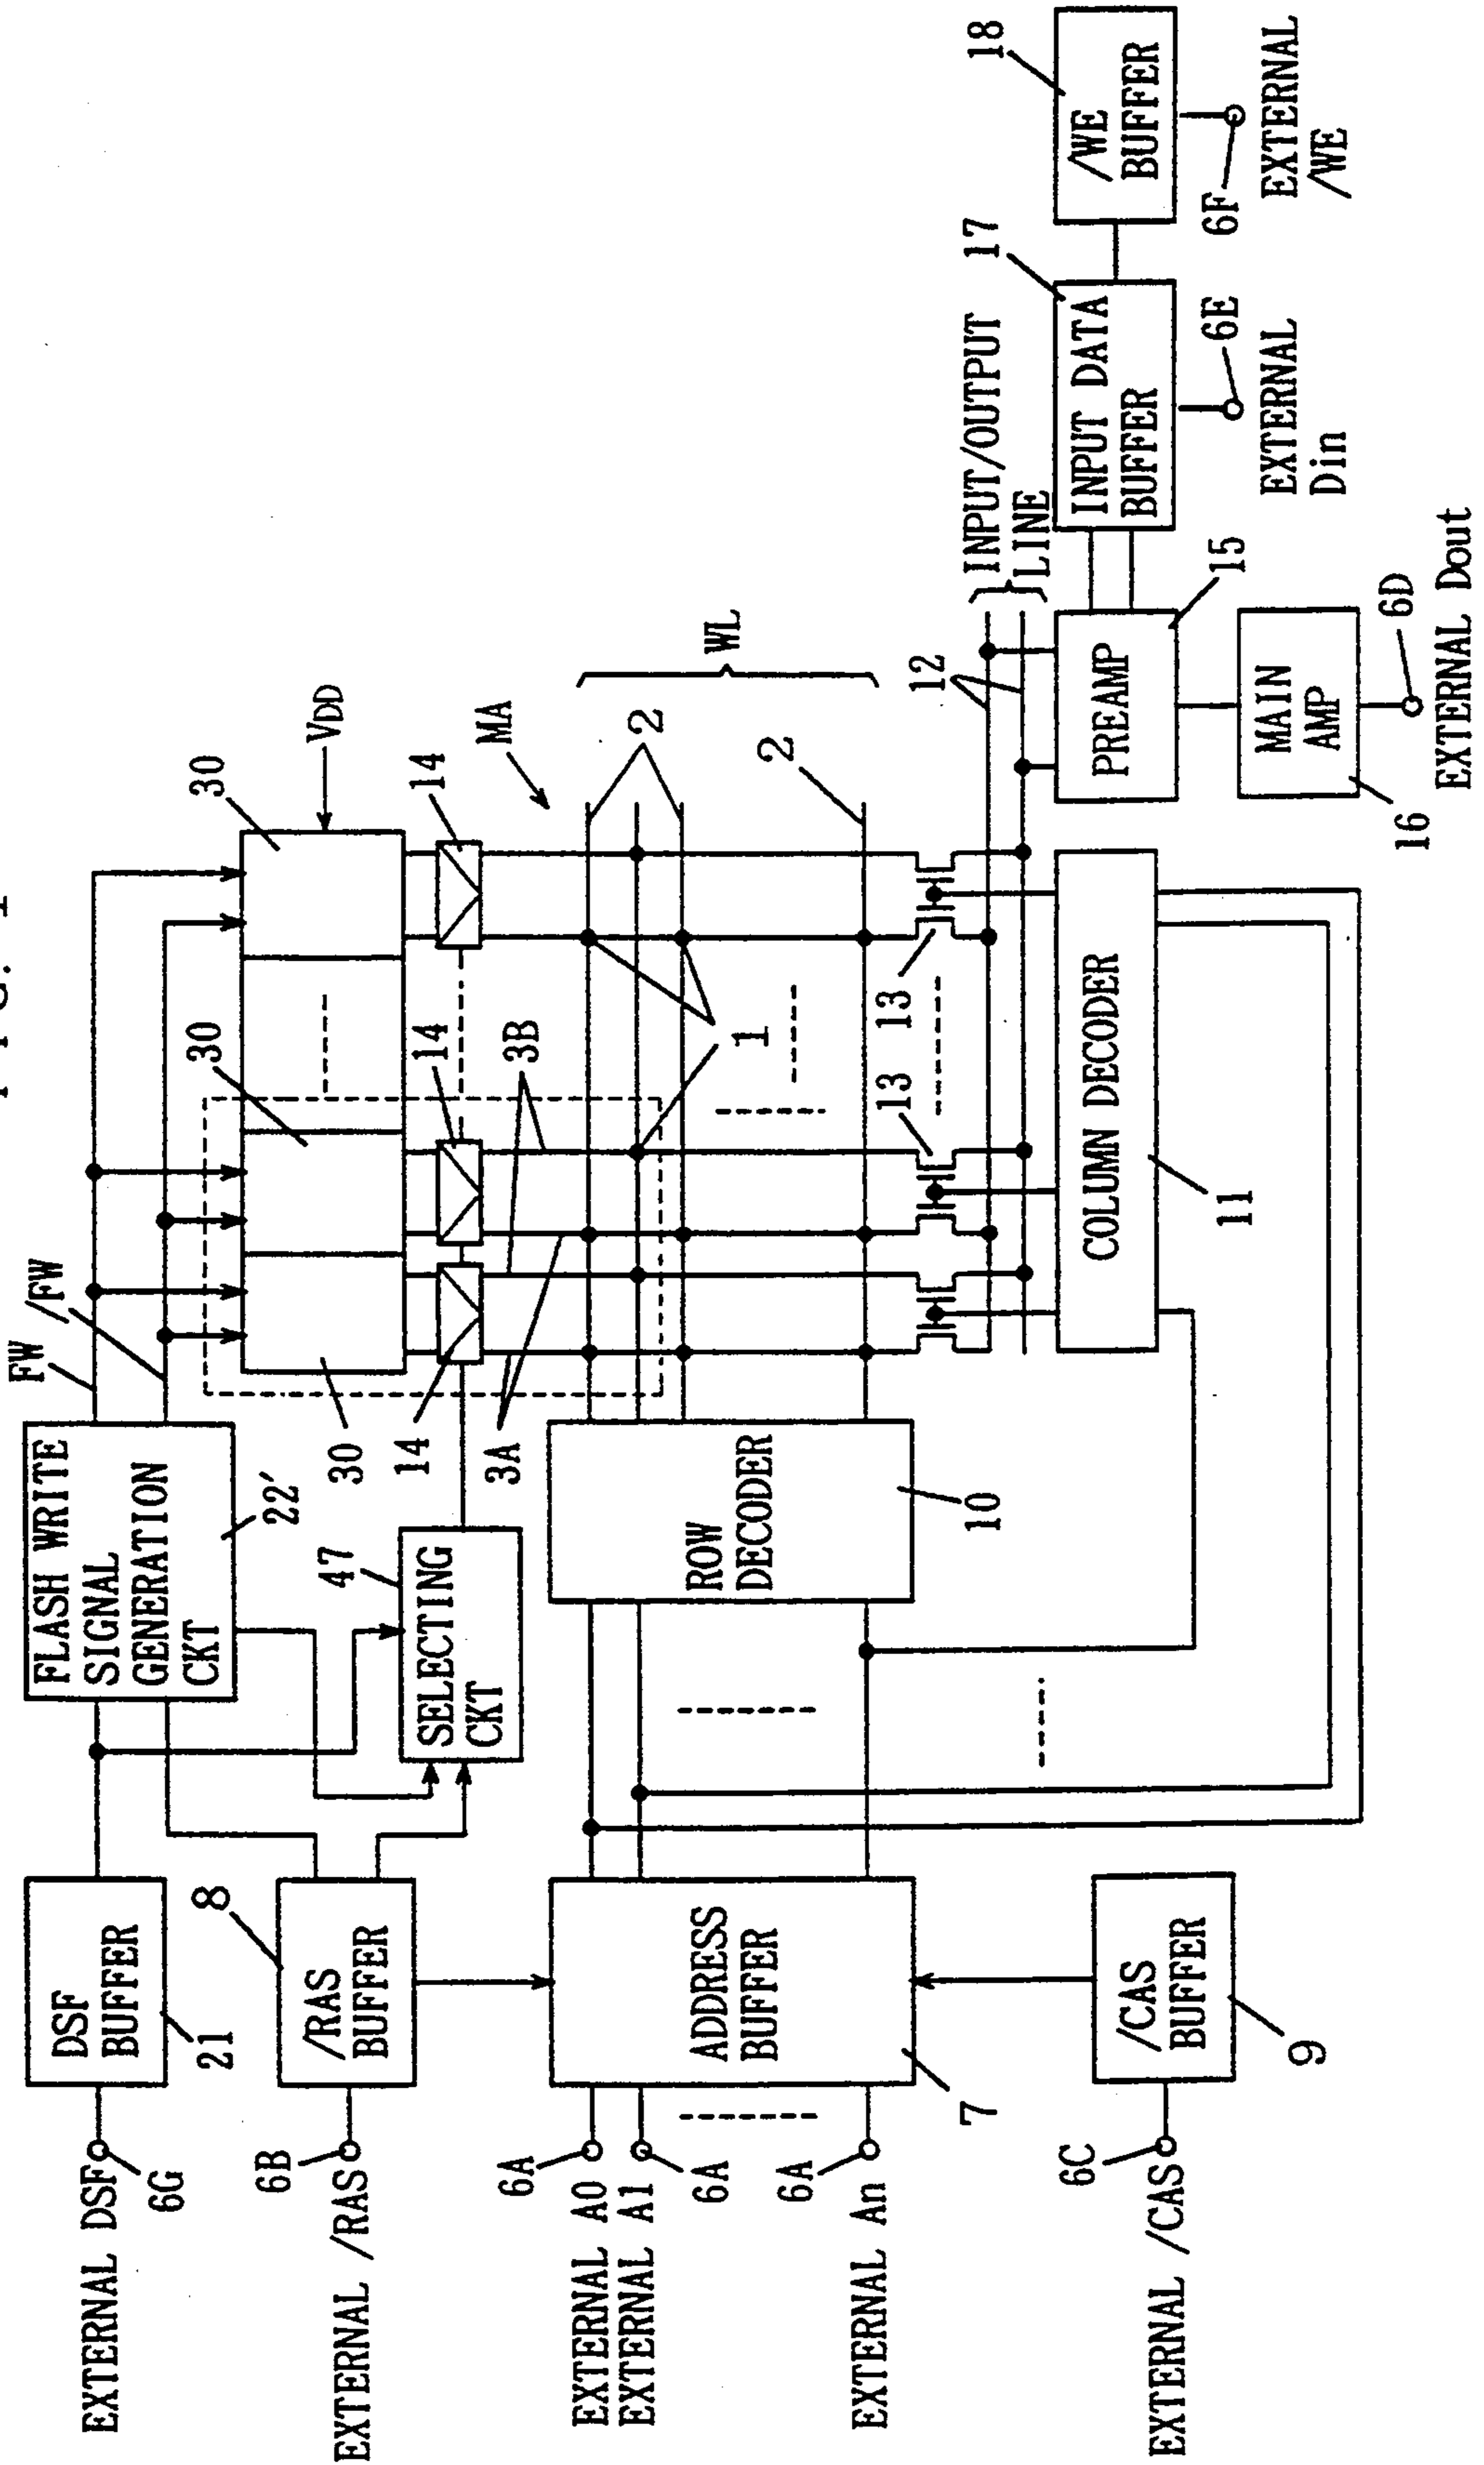 EXTERNAL DSF
6G
DSF
BUFFER
21
FLASH WRITE
SIGNAL
GENERATION
CKT
22'
FW
/FW
30
30
30
VDD
EXTERNAL /RAS
6B
/RAS
BUFFER
8
47
SELECTING
CKT
14
14
14
3A
3B
MA
EXTERNAL A0
EXTERNAL A1
EXTERNAL An
6A
6A
6A
ADDRESS
BUFFER
7
ROW
DECODER
10
1
2
2
WL
13
13
12
INPUT/OUTPUT
LINE
EXTERNAL /CAS
6C
/CAS
BUFFER
9
COLUMN DECODER
11
PREAMP
15
INPUT DATA
BUFFER
17
/WE
BUFFER
18
MAIN
AMP
16
6D
EXTERNAL Dout
6E
EXTERNAL
Din
6F
EXTERNAL
/WE